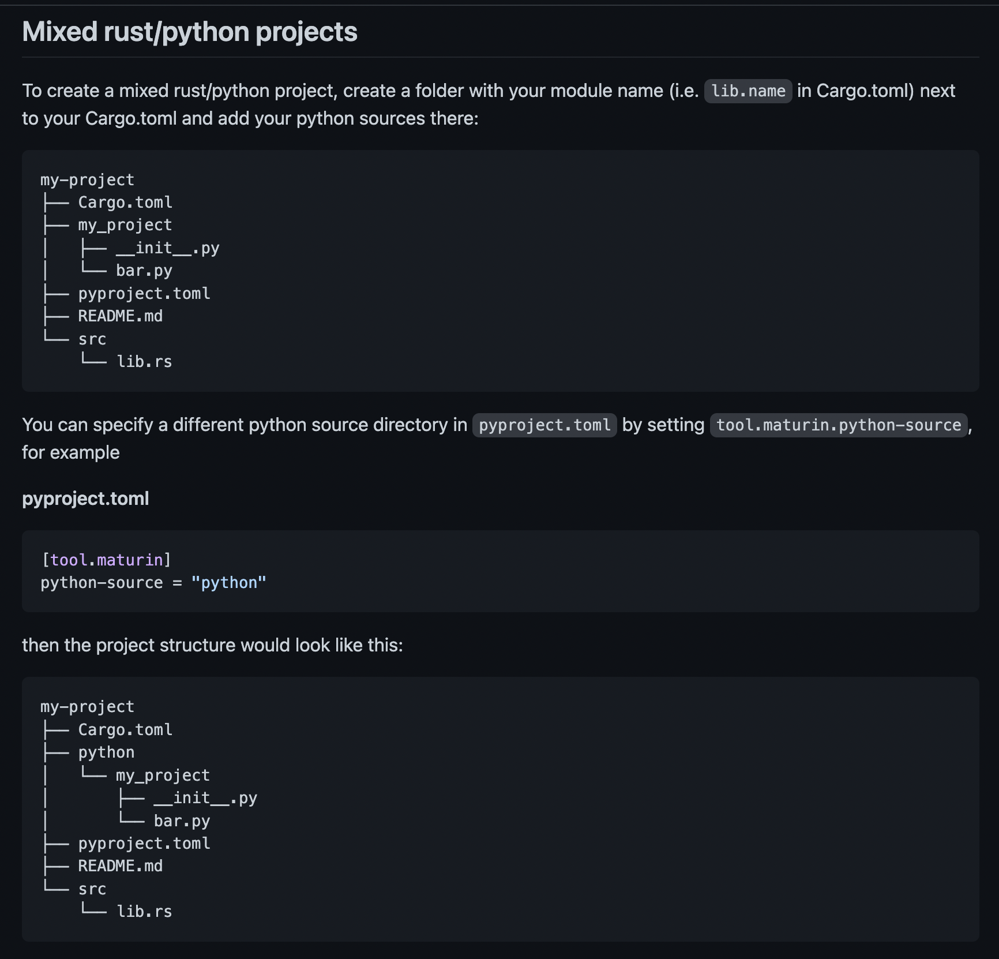 Mixed rust/python projects
To create a mixed rust/python project, create a folder with your module name (i.e. lib.name in Cargo.toml) next
to your Cargo.toml and add your python sources there:
my-project
├── Cargo.toml
├── my_project
│   ├── __init__.py
│   └── bar.py
├── pyproject.toml
├── README.md
└── src
    └── lib.rs
You can specify a different python source directory in pyproject.toml by setting tool.maturin.python-source,
for example
pyproject.toml
[tool.maturin]
python-source = "python"
then the project structure would look like this:
my-project
├── Cargo.toml
├── python
│   └── my_project
│       ├── __init__.py
│       └── bar.py
├── pyproject.toml
├── README.md
└── src
    └── lib.rs